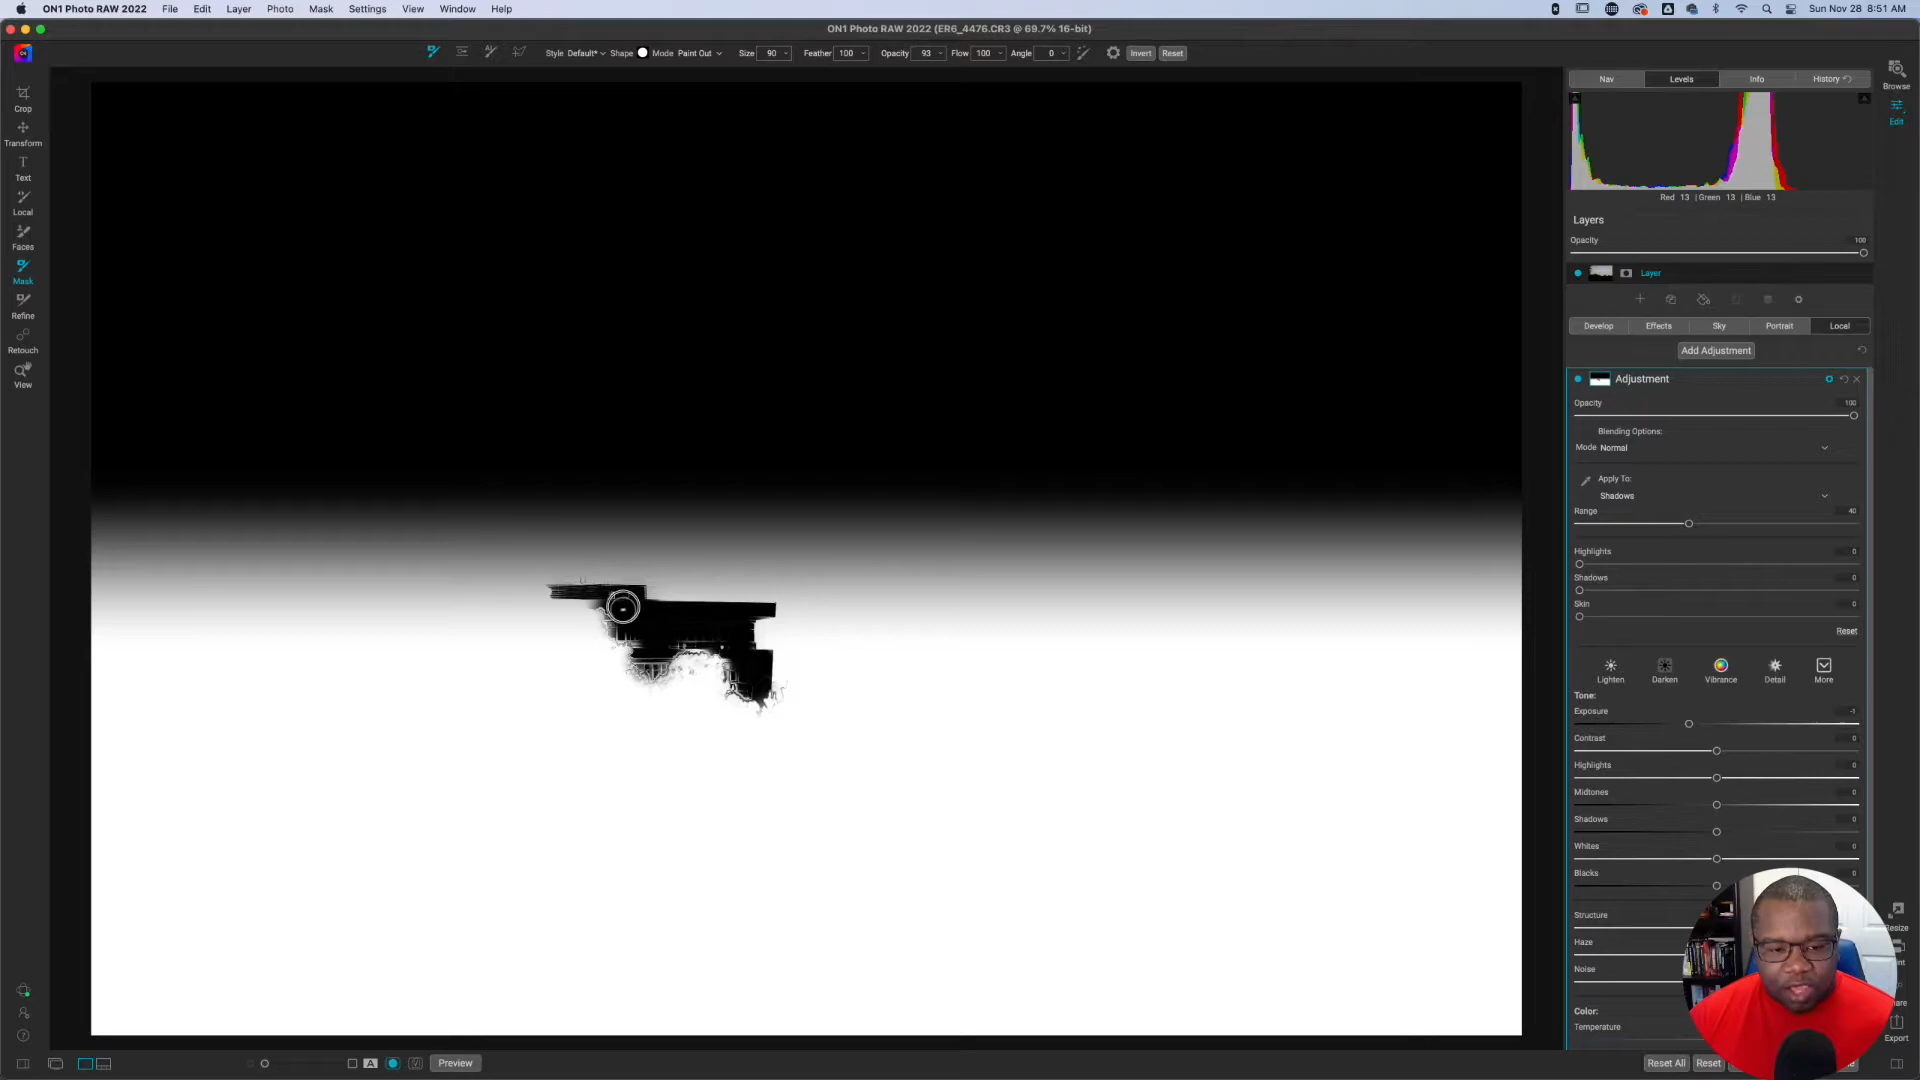 ON1 Photo RAW 2022 File Edit Layer Photo Mask Settings View Window Help Sun Nov 28 8:51 AM
ON1 Photo RAW 2022 (ER6_4476.CR3 @ 69.7% 16-bit)
Style Default* Shape Mode Paint Out Size 90 Feather 100 Opacity 93 Flow 100 Angle 0 Invert Reset
Crop
Transform
Text
Local
Faces
Mask
Refine
Retouch
View
Nav Levels Info History
Browse
Edit
Red 13 | Green 13 | Blue 13
Layers
Opacity 100
Layer
Develop Effects Sky Portrait Local
Add Adjustment
Adjustment
Opacity 100
Blending Options:
Mode Normal
Apply To:
Shadows
Range 40
Highlights 0
Shadows 0
Skin 0
Reset
Lighten Darken Vibrance Detail More
Tone:
Exposure -1
Contrast 0
Highlights 0
Midtones 0
Shadows 0
Whites 0
Blacks 0
Structure
Haze
Noise
Color:
Temperature
Export
A Preview
Reset All Reset